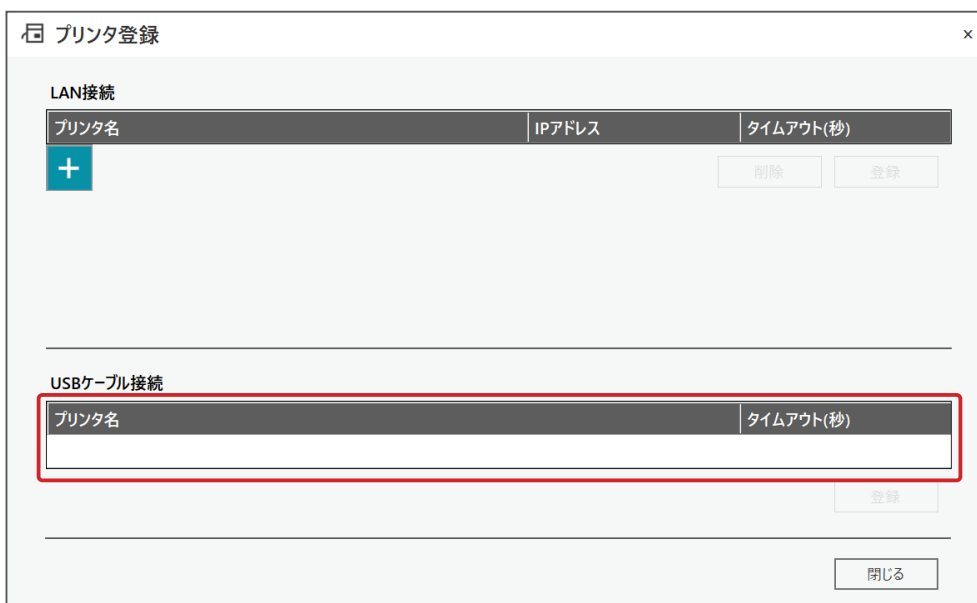 プリンタ登録
x
LAN接続
プリンタ名 IPアドレス タイムアウト(秒)
+
削除 登録
USBケーブル接続
プリンタ名 タイムアウト(秒)
登録
閉じる